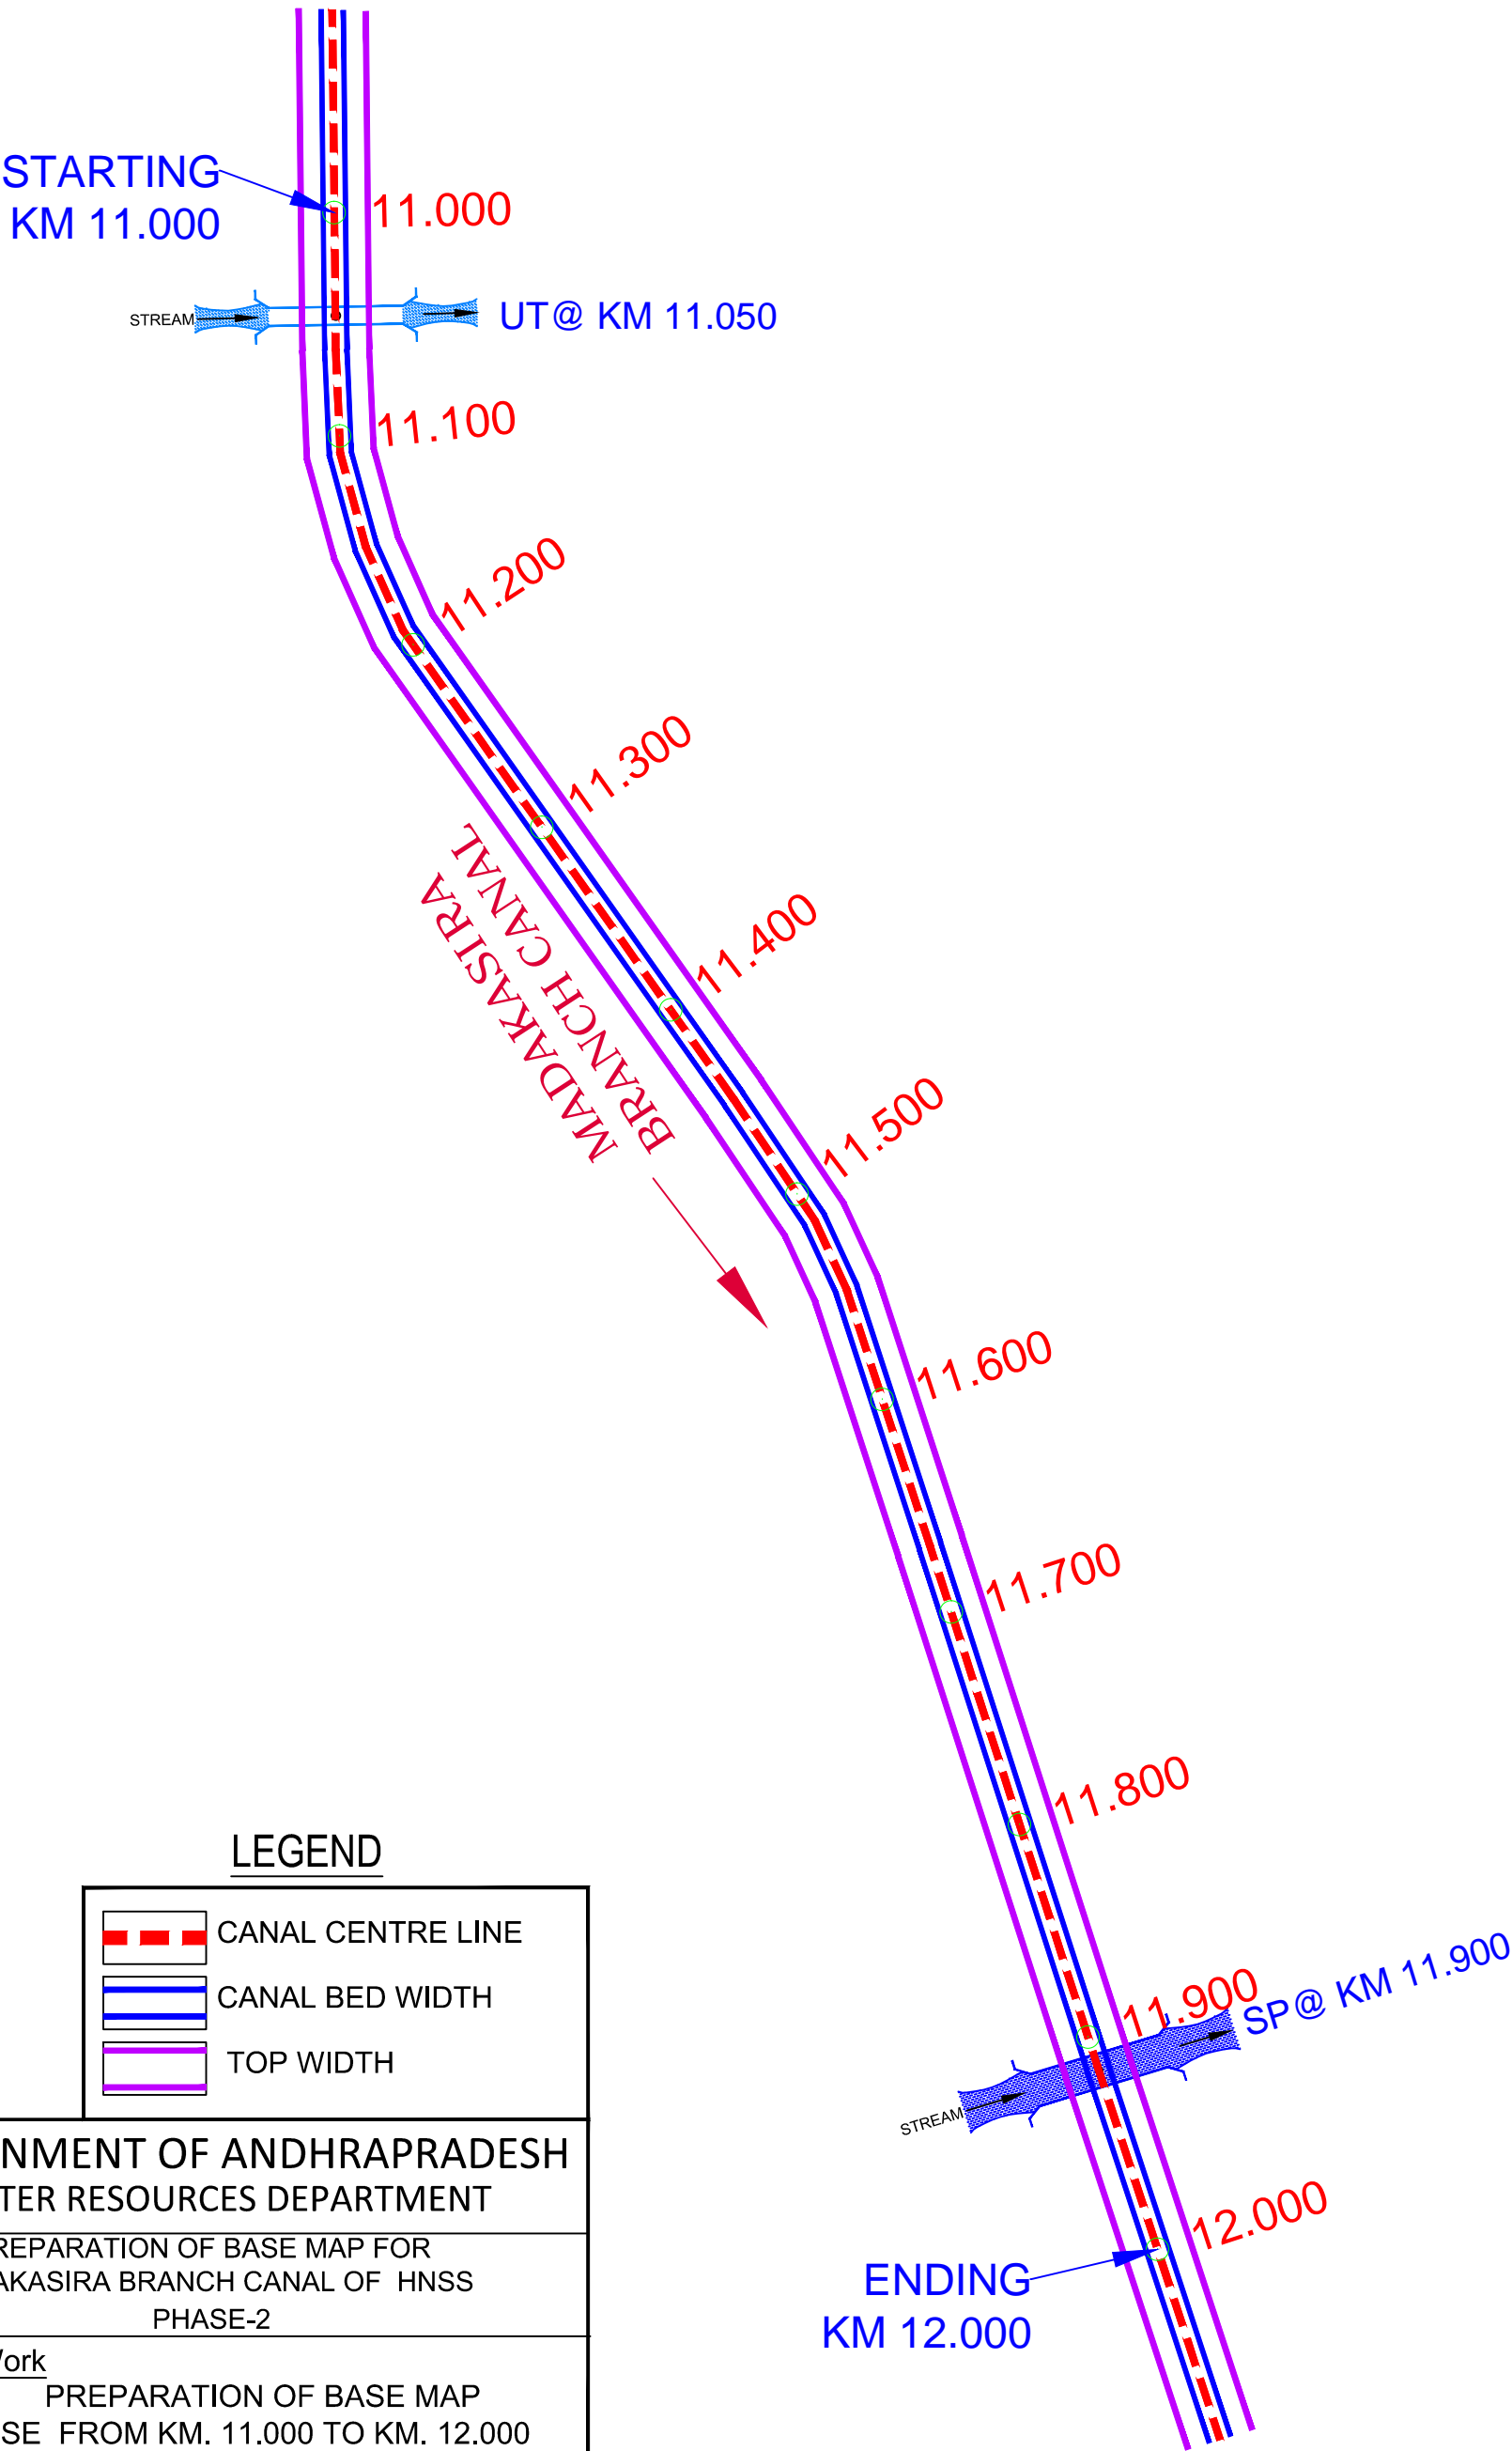 STARTING
KM 11.000
11.000
STREAM
UT@ KM 11.050
11.100
11.200
11.300
MADAKASIRA
BRANCH CANAL
11.400
11.500
11.600
11.700
11.800
11.900
SP@ KM 11.900
STREAM
12.000
ENDING
KM 12.000
LEGEND
CANAL CENTRE LINE
CANAL BED WIDTH
TOP WIDTH
NMENT OF ANDHRAPRADESH
TER RESOURCES DEPARTMENT
REPARATION OF BASE MAP FOR
AKASIRA BRANCH CANAL OF HNSS
PHASE-2
Work
PREPARATION OF BASE MAP
SE FROM KM. 11.000 TO KM. 12.000